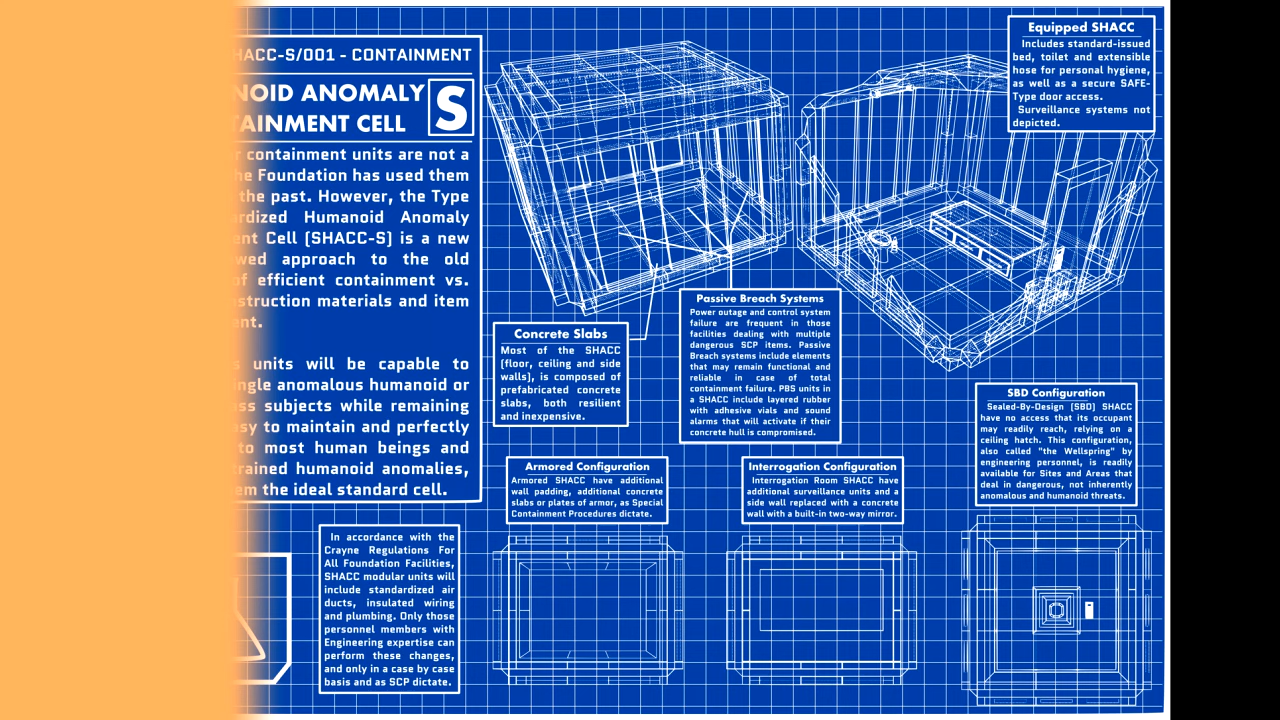 HACC-S/001 - CONTAINMENT
NOID ANOMALY
TAINMENT CELL
S
containment units are not a
he Foundation has used them
the past. However, the Type
ardized Humanoid Anomaly
ent Cell [SHACC-S] is a new
wed approach to the old
of efficient containment vs.
struction materials and item
ent.
units will be capable to
ngle anomalous humanoid or
ass subjects while remaining
asy to maintain and perfectly
to most human beings and
trained humanoid anomalies,
em the ideal standard cell.
In accordance with the
Crayne Regulations For
All Foundation Facilities,
SHACC modular units will
include standardized air
ducts, insulated wiring
and plumbing. Only those
personnel members with
Engineering expertise can
perform these changes,
and only in a case by case
basis and as SCP dictate.
Concrete Slabs
Most of the SHACC
[floor, ceiling and side
walls], is composed of
prefabricated concrete
slabs, both resilient
and inexpensive.
Passive Breach Systems
Power outage and control system
failure are frequent in those
facilities dealing with multiple
dangerous SCP items. Passive
Breach systems include elements
that may remain functional and
reliable in case of total
containment failure. PBS units in
a SHACC include layered rubber
with adhesive vials and sound
alarms that will activate if their
concrete hull is compromised.
Equipped SHACC
Includes standard-issued
bed, toilet and extensible
hose for personal hygiene,
as well as a secure SAFE-
Type door access.
Surveillance systems not
depicted.
Armored Configuration
Armored SHACC have additional
wall padding, additional concrete
slabs or plates of armor, as Special
Containment Procedures dictate.
Interrogation Configuration
Interrogation Room SHACC have
additional surveillance units and a
side wall replaced with a concrete
wall with a built-in two-way mirror.
SBD Configuration
Sealed-By-Design [SBD] SHACC
have no access that its occupant
may readily reach, relying on a
ceiling hatch. This configuration,
also called "the Wellspring" by
engineering personnel, is readily
available for Sites and Areas that
deal in dangerous, not inherently
anomalous and humanoid threats.